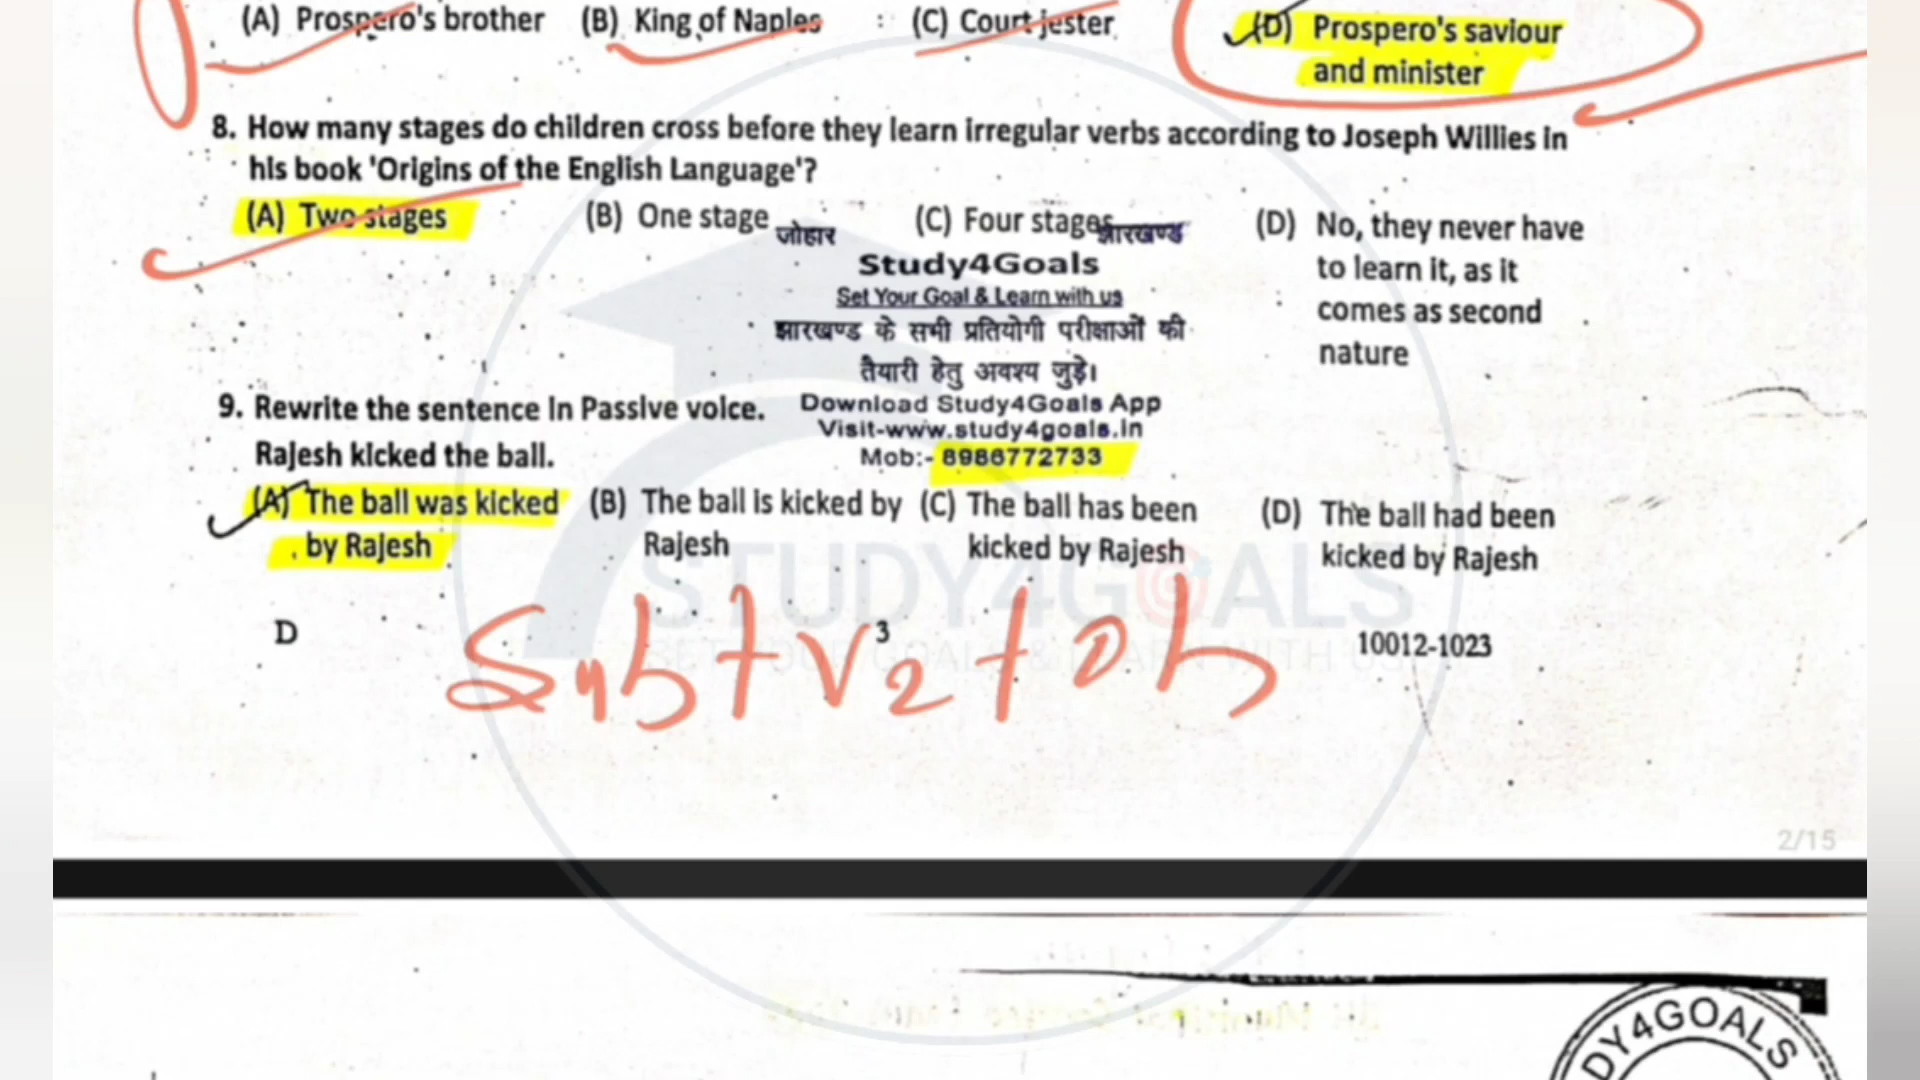 (A) Prospero's brother (B) King of Naples : (C) Court jester (D) Prospero's saviour
and minister
8. How many stages do children cross before they learn irregular verbs according to Joseph Willies in
his book 'Origins of the English Language'?
(A) Two stages (B) One stage (C) Four stages (D) No, they never have
to learn it, as it
comes as second
nature
जोहार झारखण्ड
Study4Goals
Set Your Goal & Learn with us
झारखण्ड के सभी प्रतियोगी परीक्षाओं की
तैयारी हेतु अवश्य जुड़े।
Download Study4Goals App
Visit-www.study4goals.in
Mob:- 8986772733
9. Rewrite the sentence in Passive voice.
Rajesh kicked the ball.
(A) The ball was kicked (B) The ball is kicked by (C) The ball has been (D) The ball had been
by Rajesh Rajesh kicked by Rajesh kicked by Rajesh
STUDY4GOALS
SET YOUR GOALS & LEARN WITH US
D 3 10012-1023
Sub + V2 + Ob
2/15
DY4GOALS